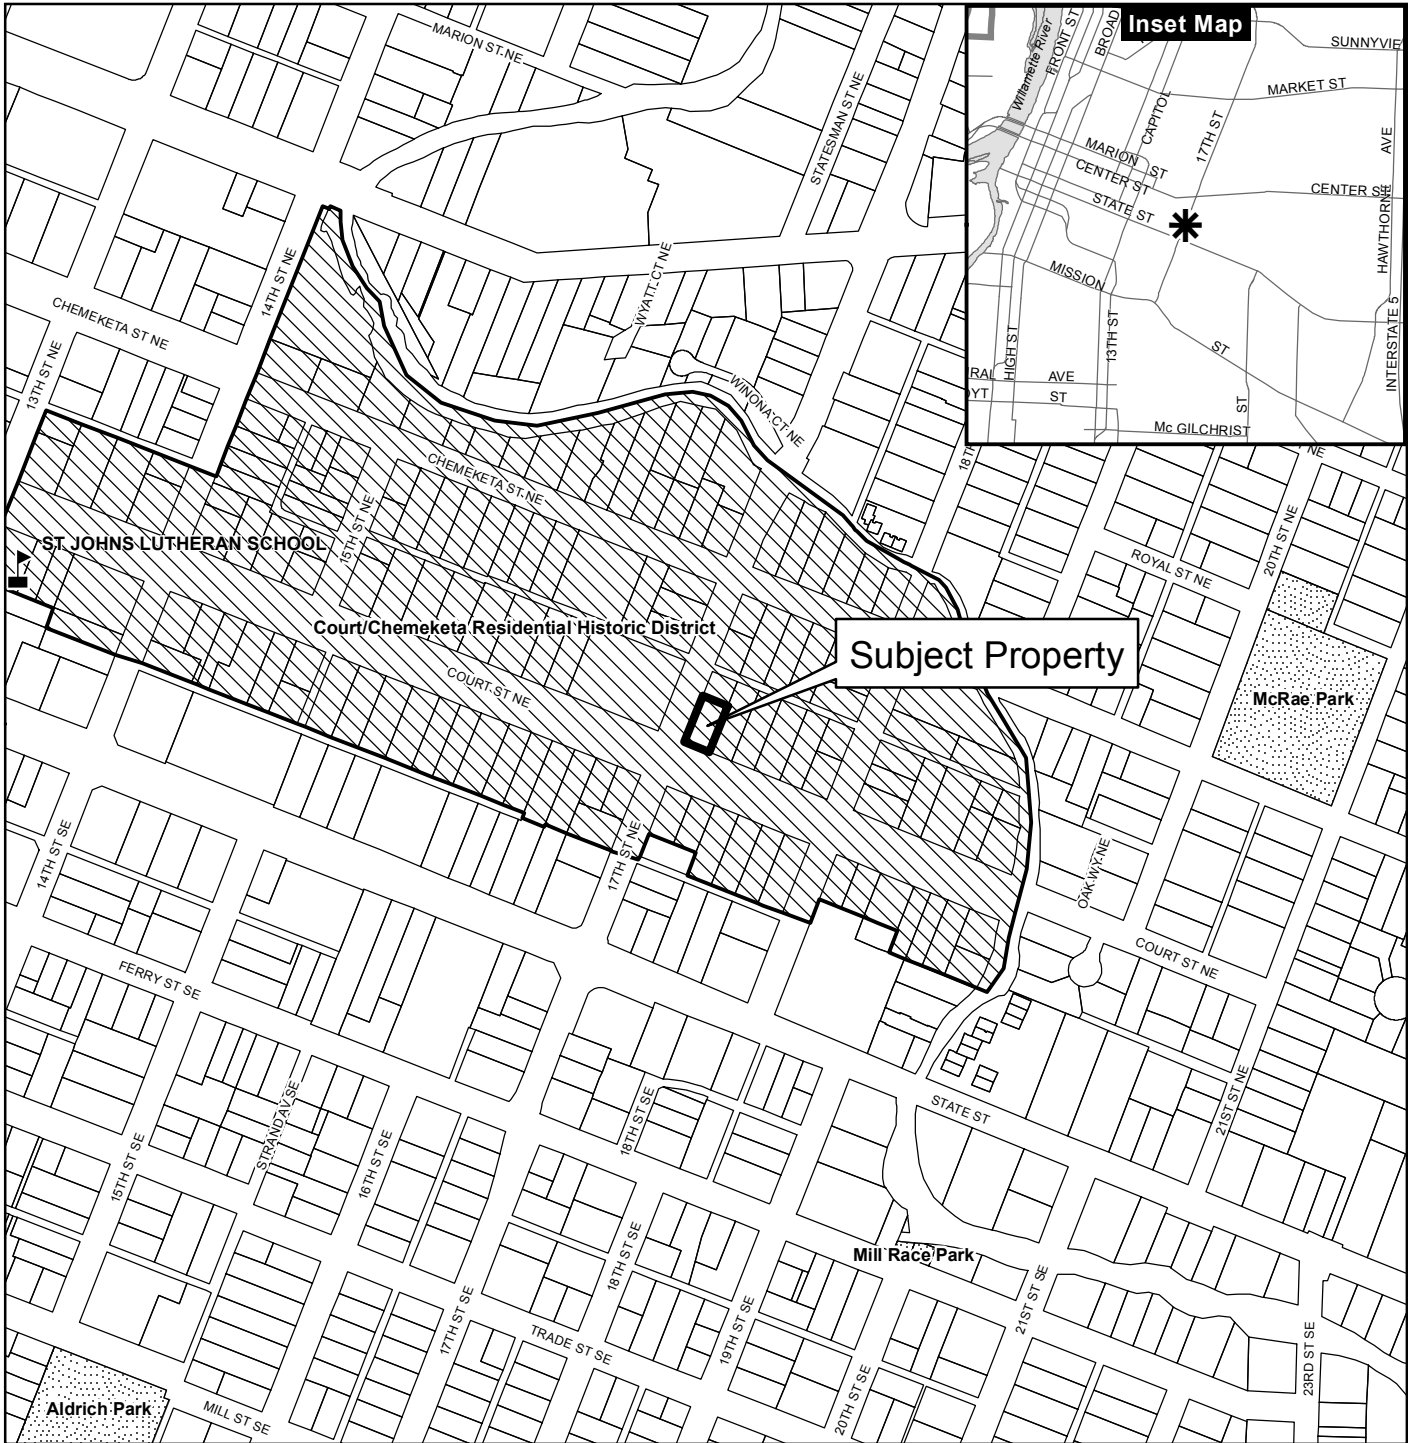 MARION ST NE
STATESMAN ST NE
Inset Map
Willamette River
FRONT ST
BROAD
SUNNYVIE
MARKET ST
CAPITOL
17TH ST
AVE
MARION ST
CENTER ST
CENTER ST
STATE ST
HAWTHORNE
MISSION
ST
HIGH ST
13TH ST
INTERSTATE 5
RAL AVE
OYT ST
ST
Mc GILCHRIST
14TH ST NE
WYATT CT NE
CHEMEKETA ST NE
13TH ST NE
WINONA CT NE
18TH
NE
CHEMEKETA ST NE
15TH ST NE
ST JOHNS LUTHERAN SCHOOL
20TH ST NE
ROYAL ST NE
Court/Chemeketa Residential Historic District
Subject Property
COURT ST NE
McRae Park
14TH ST SE
17TH ST NE
OAK WY NE
COURT ST NE
FERRY ST SE
STRAND AV SE
18TH ST SE
STATE ST
21ST ST NE
15TH ST SE
16TH ST SE
18TH ST SE
Mill Race Park
17TH ST SE
TRADE ST SE
19TH ST SE
21ST ST SE
20TH ST SE
23RD ST SE
Aldrich Park
MILL ST SE